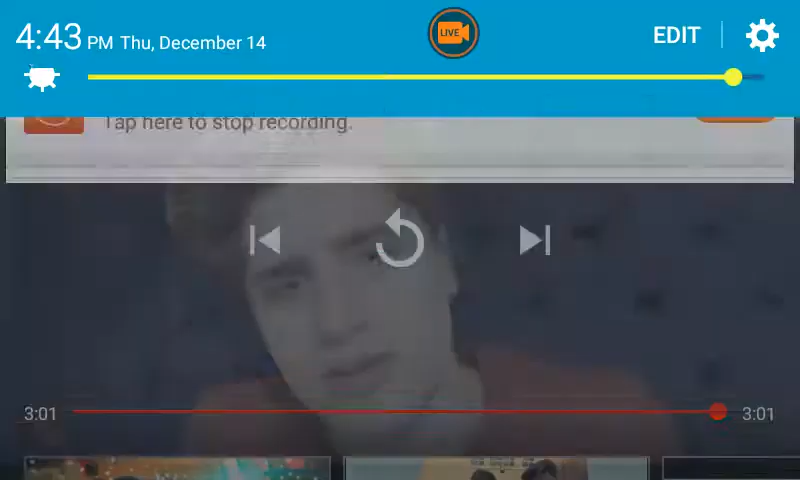 4:43 PM Thu, December 14
LIVE
EDIT
Tap here to stop recording.
3:01
3:01